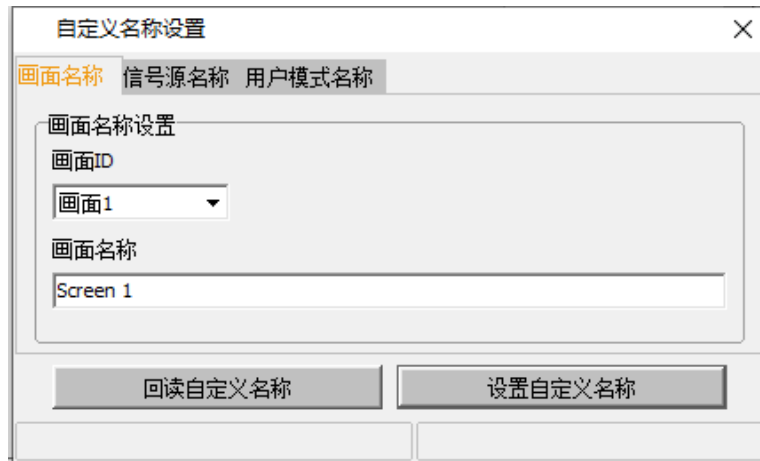 自定义名称设置
画面名称 信号源名称 用户模式名称
画面名称设置
画面ID
画面1
画面名称
Screen 1
回读自定义名称 设置自定义名称